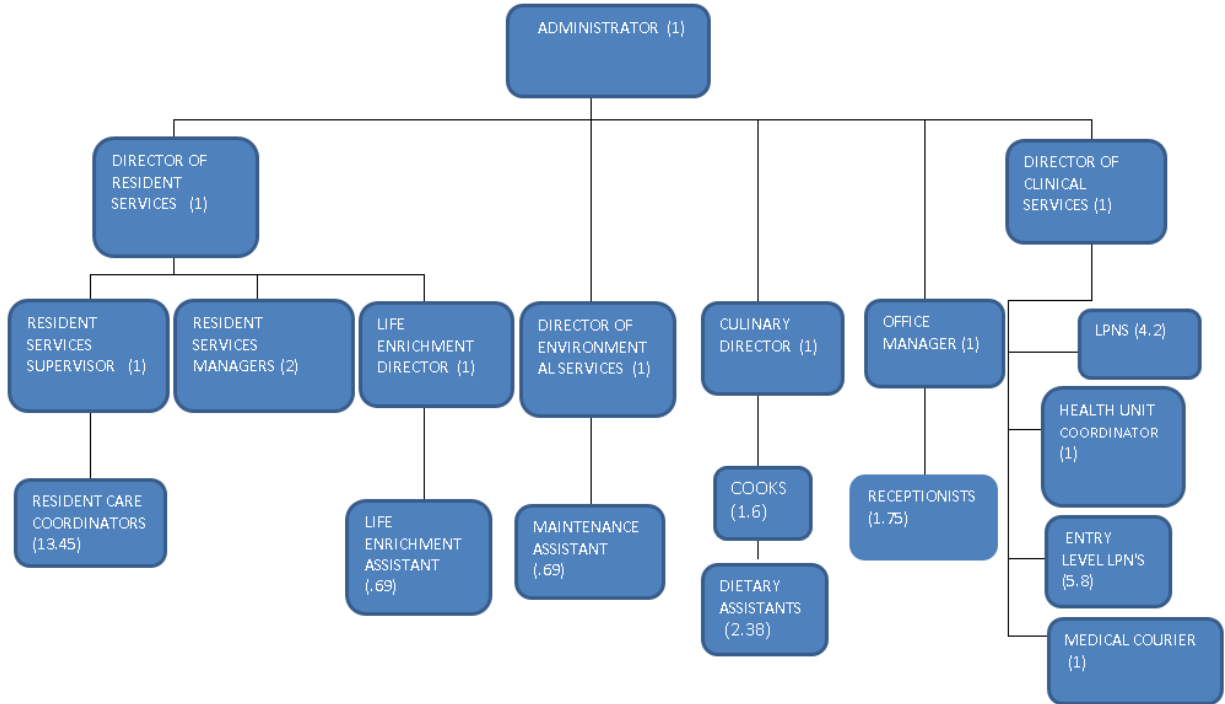 ADMINISTRATOR (1)
DIRECTOR OF
RESIDENT
SERVICES (1)
DIRECTOR OF
CLINICAL
SERVICES (1)
RESIDENT
SERVICES
SUPERVISOR (1)
RESIDENT
SERVICES
MANAGERS (2)
LIFE
ENRICHMENT
DIRECTOR (1)
DIRECTOR OF
ENVIRONMENT
AL SERVICES (1)
CULINARY
DIRECTOR (1)
OFFICE
MANAGER (1)
LPNS (4.2)
HEALTH UNIT
COORDINATOR
(1)
RESIDENT CARE
COORDINATORS
(13.45)
LIFE
ENRICHMENT
ASSISTANT
(.69)
MAINTENANCE
ASSISTANT
(.69)
COOKS
(1.6)
RECEPTIONISTS
(1.75)
ENTRY
LEVEL LPN'S
(5.8)
DIETARY
ASSISTANTS
(2.38)
MEDICAL COURIER
(1)